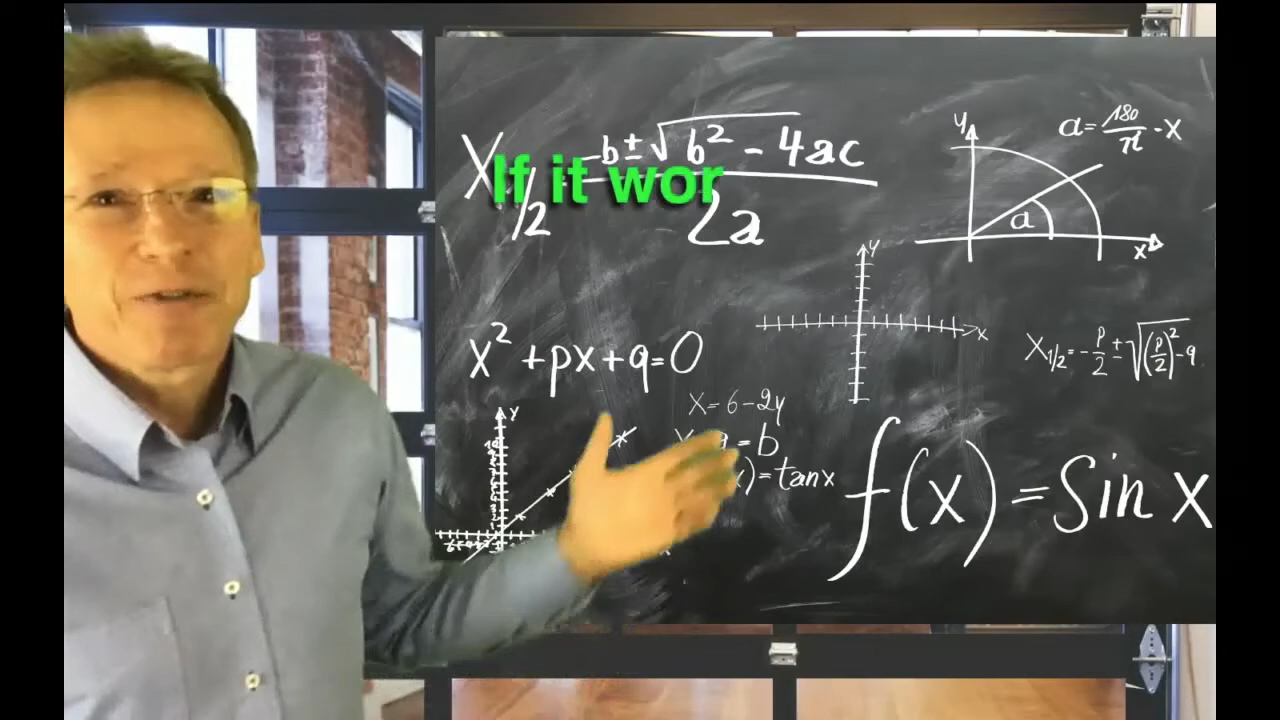 X1/2 -b±√b²-4ac
2a
If it wor
y
a=180/π-X
a
x
y
x
X²+px+q=0
X1/2=-p/2±√(p/2)²-q
X=6-2y
y
=b
x)=tanx
f(x)=Sin x